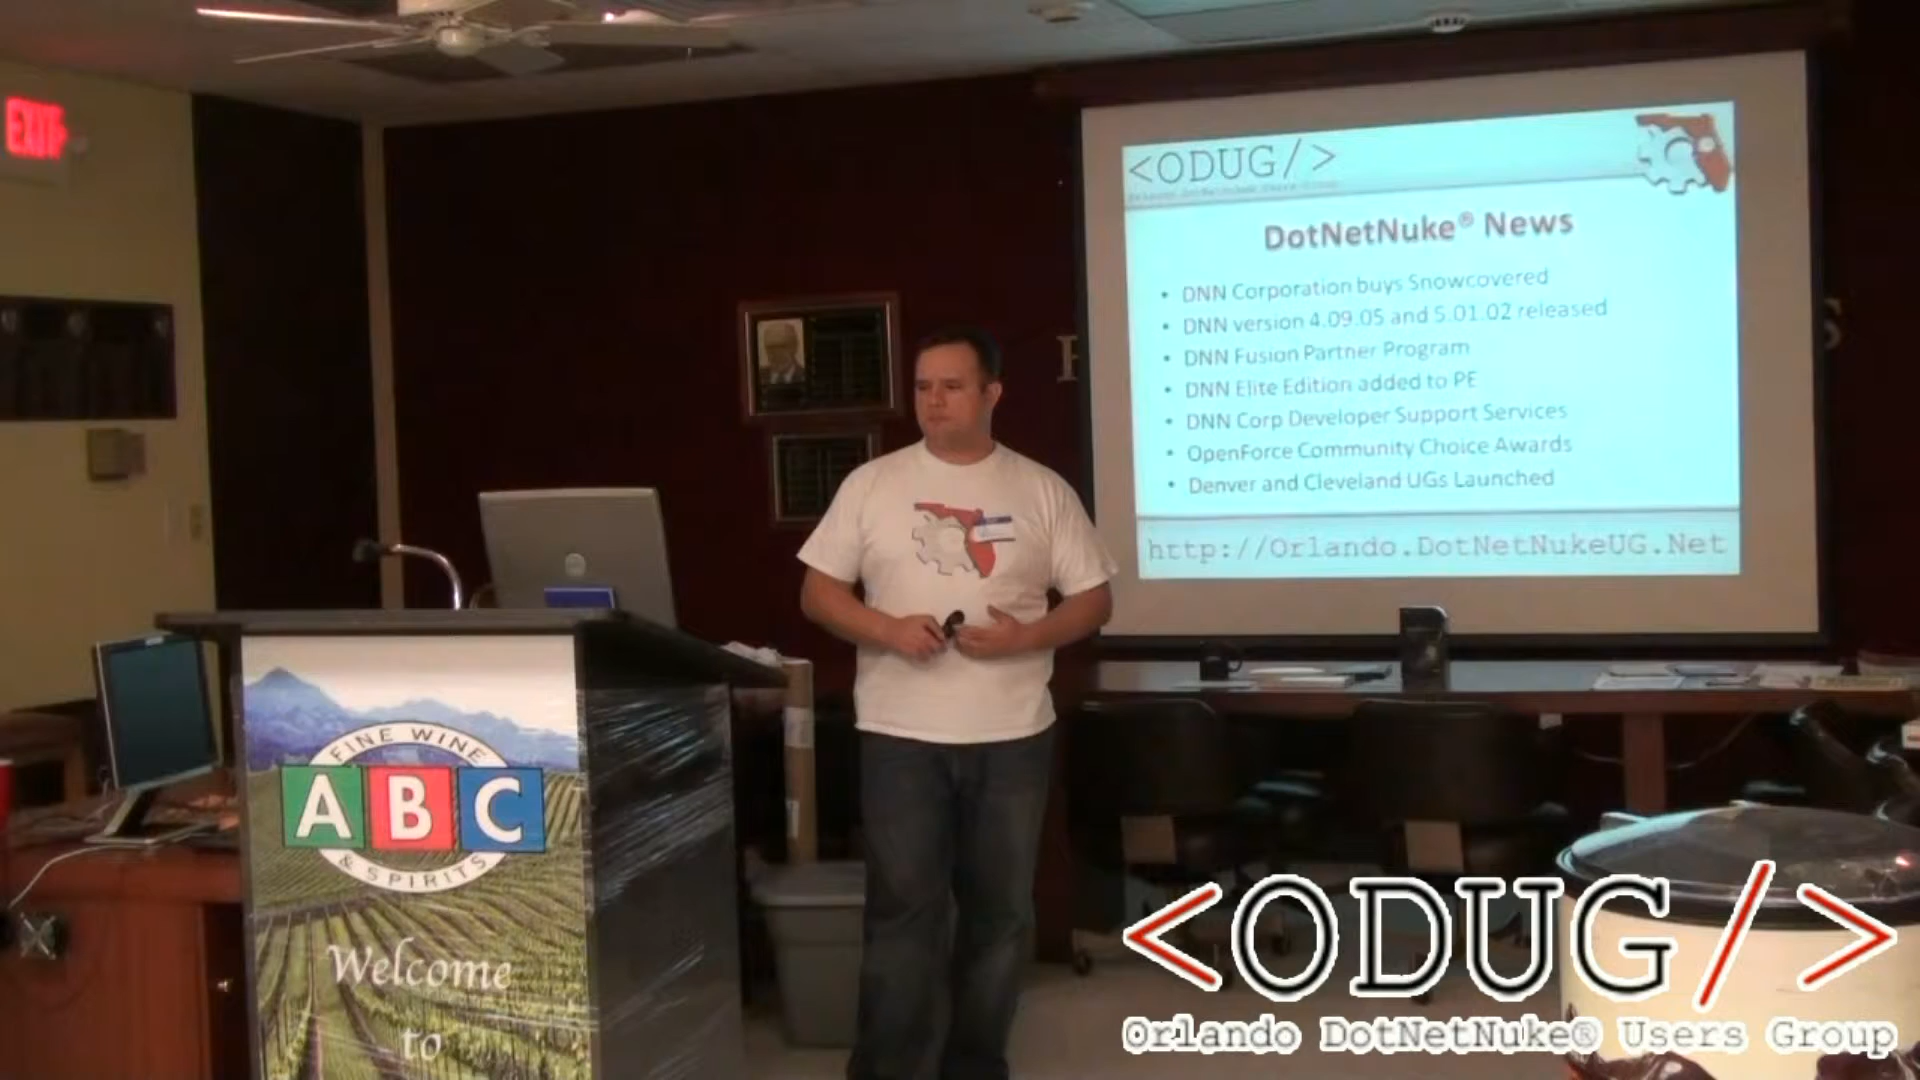 EXIT
<ODUG/>
DotNetNuke® News
• DNN Corporation buys Snowcovered
• DNN version 4.09.05 and 5.01.02 released
• DNN Fusion Partner Program
• DNN Elite Edition added to PE
• DNN Corp Developer Support Services
• OpenForce Community Choice Awards
• Denver and Cleveland UGs Launched
http://Orlando.DotNetNukeUG.Net
FINE WINE
ABC
& SPIRITS
Welcome
to
<ODUG/>
Orlando DotNetNuke® Users Group